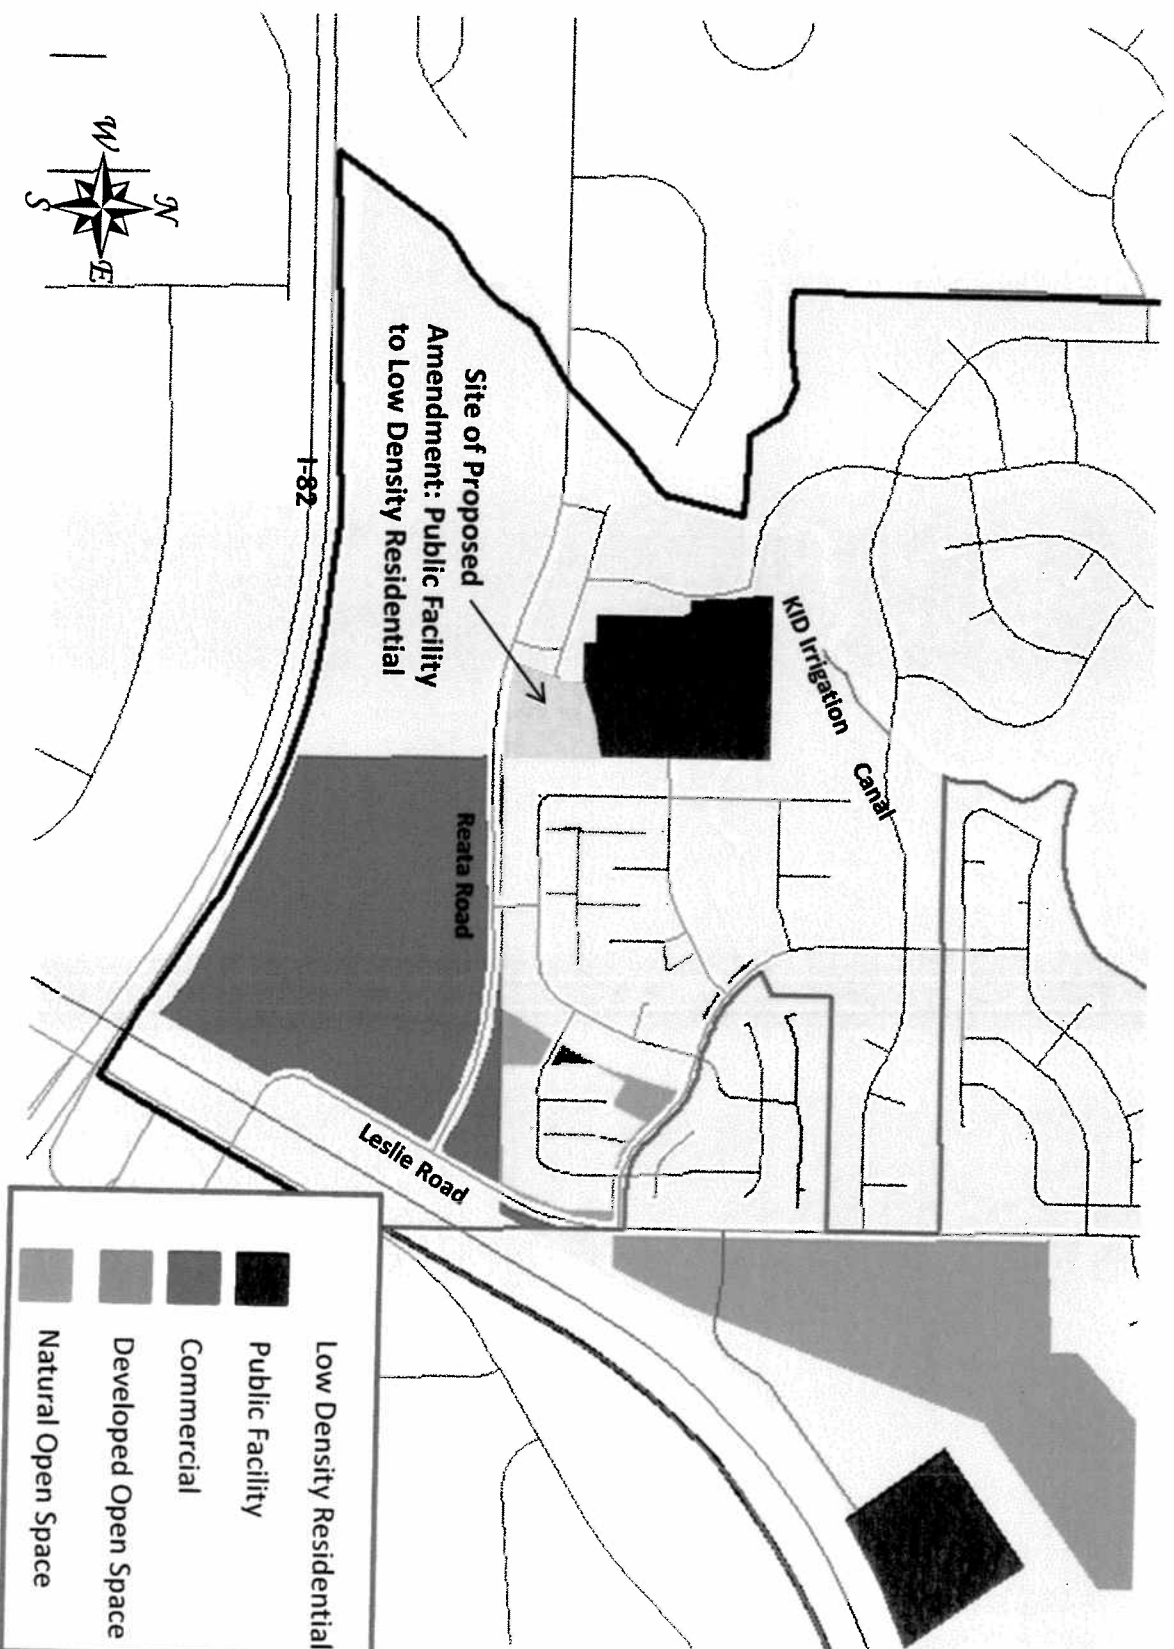 N
W
E
S
KID Irrigation
Canal
Site of Proposed
Amendment: Public Facility
to Low Density Residential
I-82
Reata Road
Leslie Road
Low Density Residential
Public Facility
Commercial
Developed Open Space
Natural Open Space